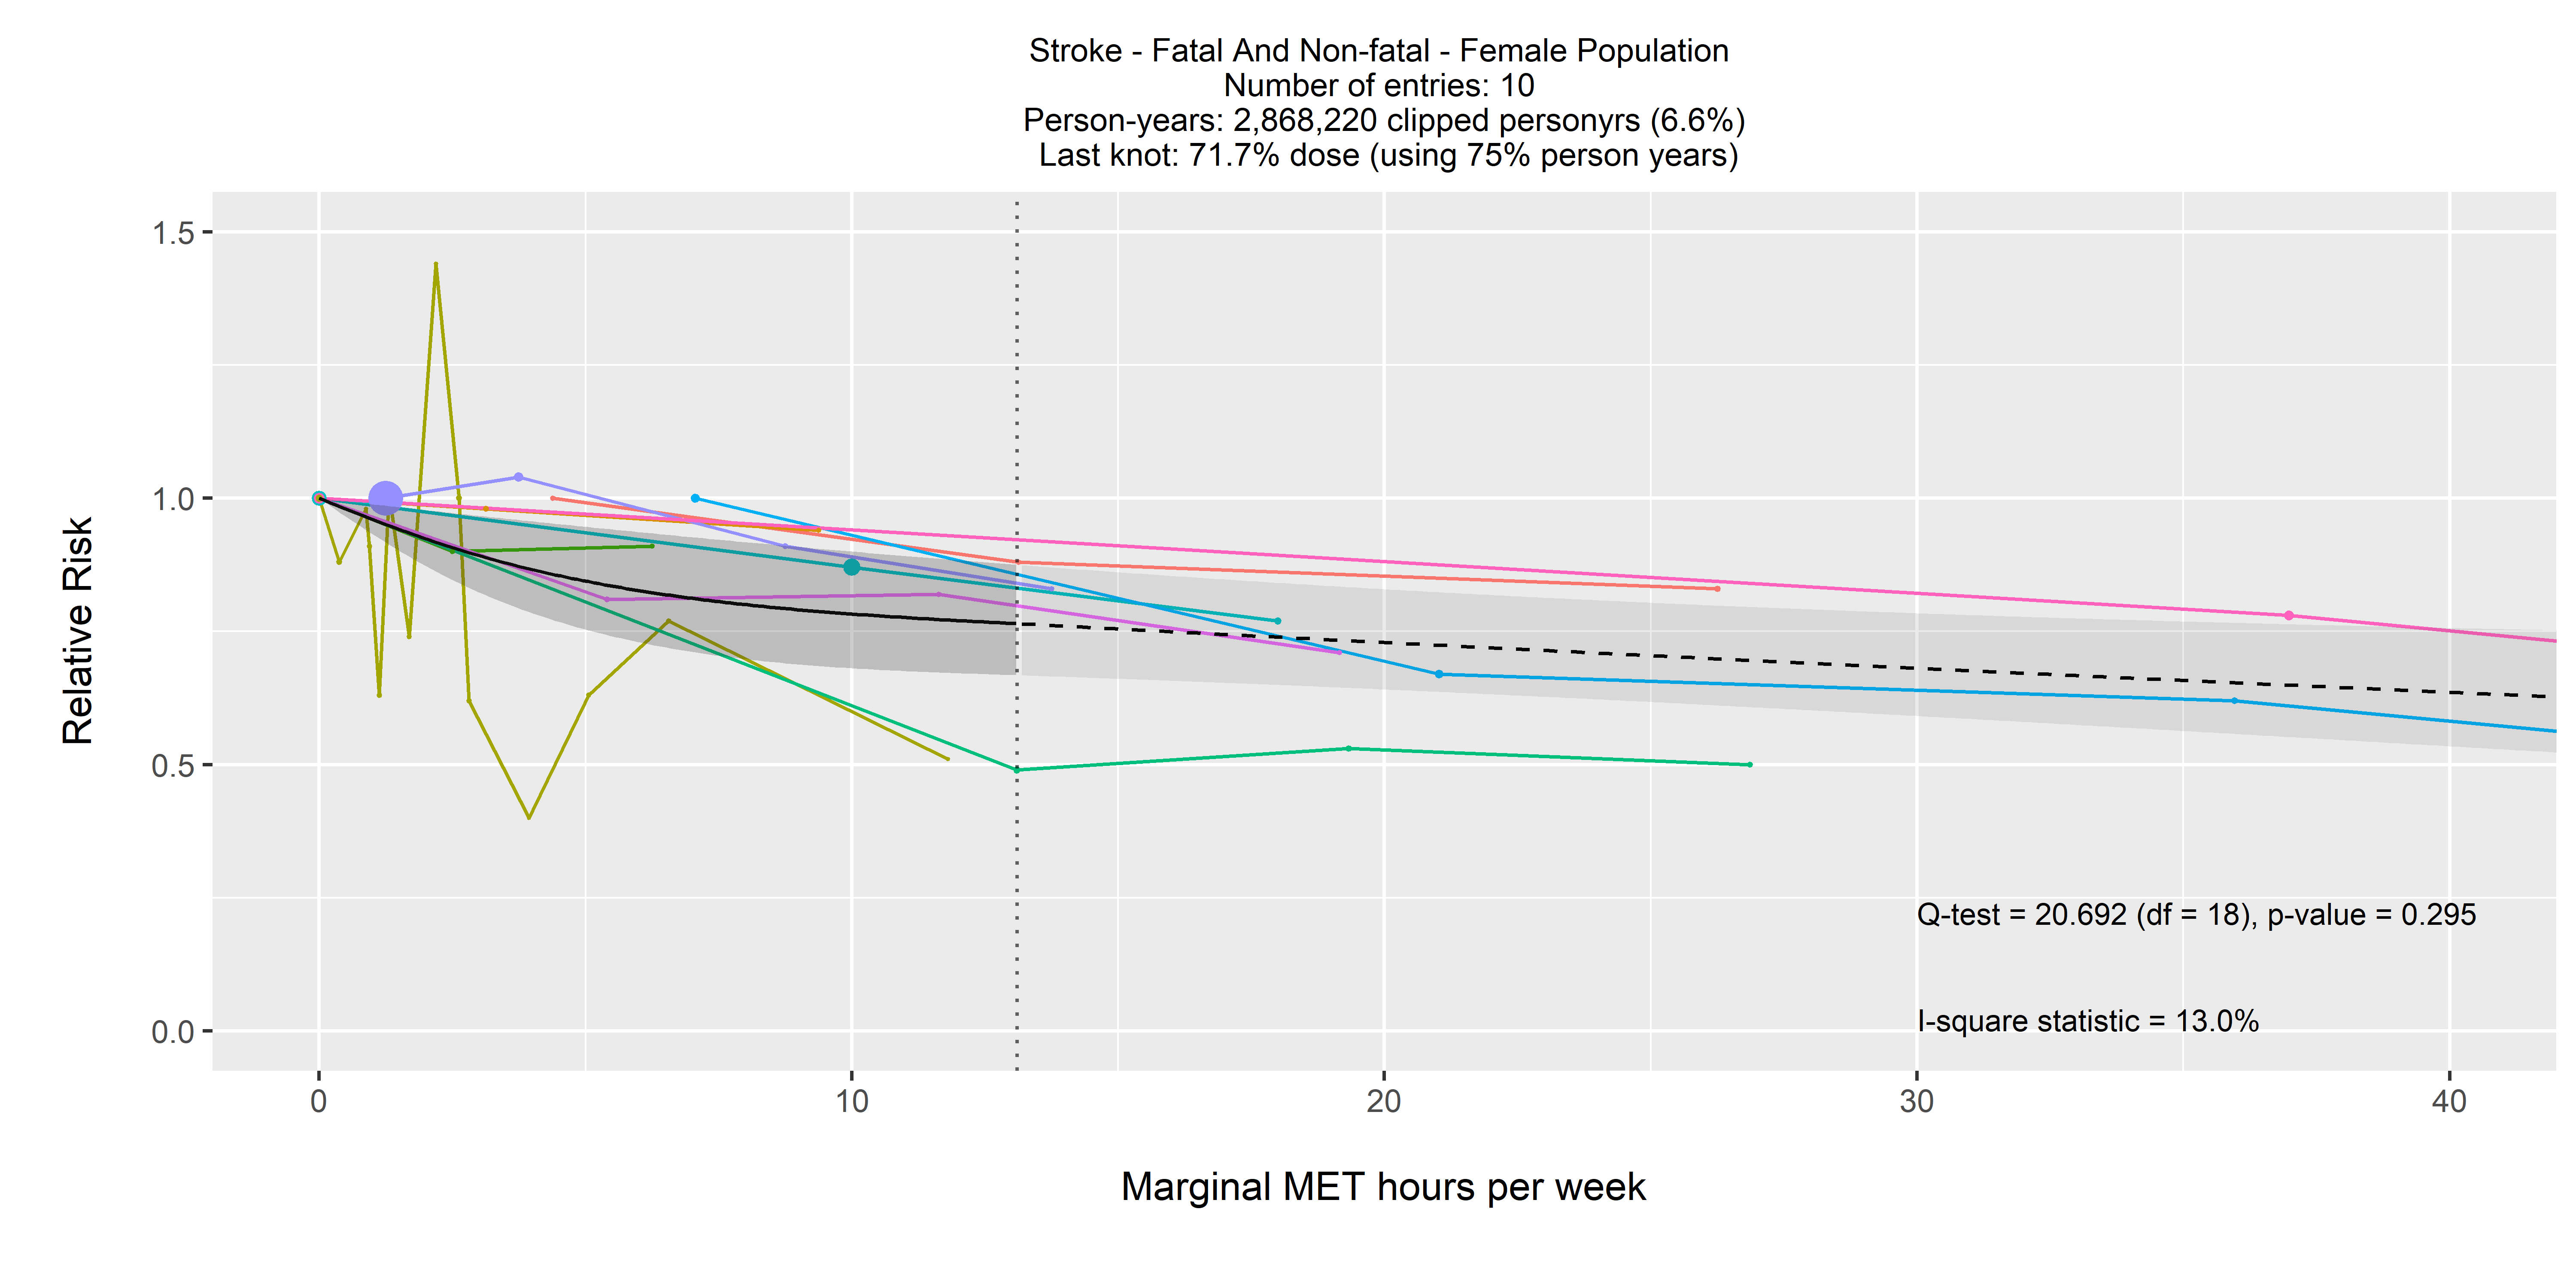 Stroke - Fatal And Non-fatal - Female Population
Number of entries: 10
Person-years: 2,868,220 clipped personyrs (6.6%)
Last knot: 71.7% dose (using 75% person years)
1.5
1.0
0.5
0.0
Relative Risk
Q-test = 20.692 (df = 18), p-value = 0.295
I-square statistic = 13.0%
0 10 20 30 40
Marginal MET hours per week